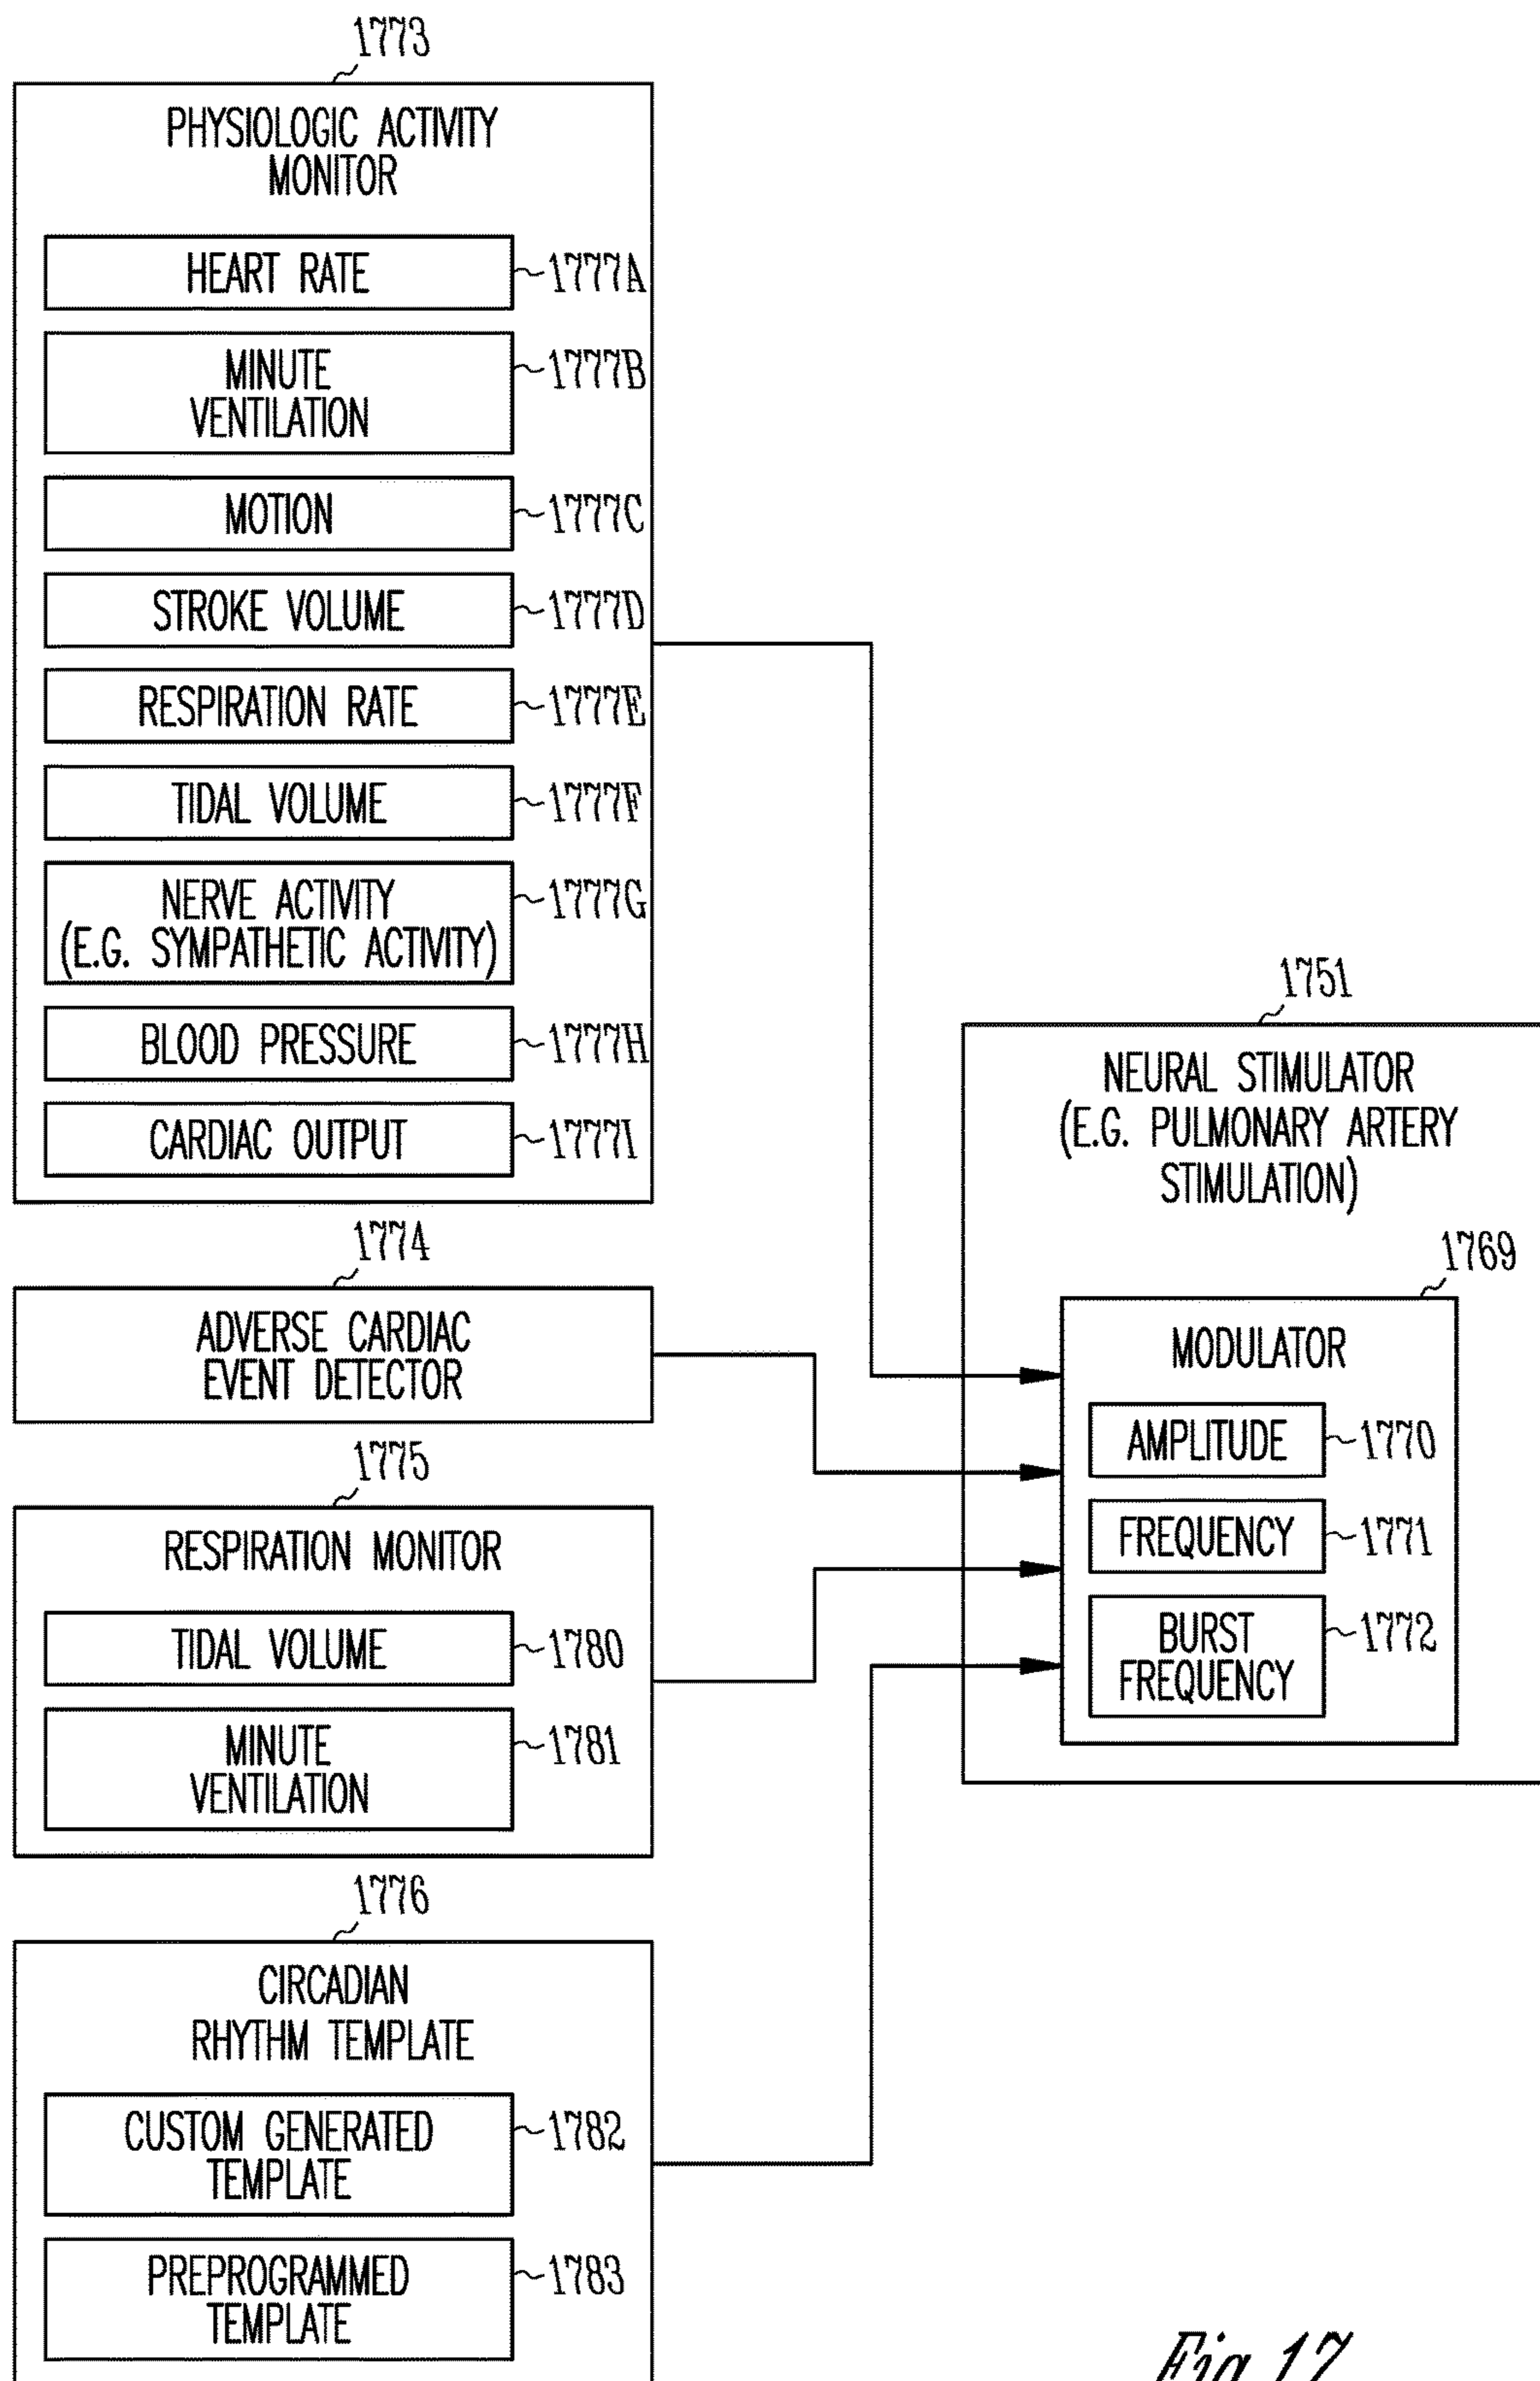 1773
PHYSIOLOGIC ACTIVITY
MONITOR
HEART RATE
1777A
MINUTE
VENTILATION
1777B
MOTION
1777C
STROKE VOLUME
1777D
RESPIRATION RATE
1777E
TIDAL VOLUME
1777F
NERVE ACTIVITY
(E.G. SYMPATHETIC ACTIVITY)
1777G
BLOOD PRESSURE
1777H
CARDIAC OUTPUT
1777I
1774
ADVERSE CARDIAC
EVENT DETECTOR
1775
RESPIRATION MONITOR
TIDAL VOLUME
1780
MINUTE
VENTILATION
1781
1776
CIRCADIAN
RHYTHM TEMPLATE
CUSTOM GENERATED
TEMPLATE
1782
PREPROGRAMMED
TEMPLATE
1783
1751
NEURAL STIMULATOR
(E.G. PULMONARY ARTERY
STIMULATION)
1769
MODULATOR
AMPLITUDE
1770
FREQUENCY
1771
BURST
FREQUENCY
1772
Fig. 17